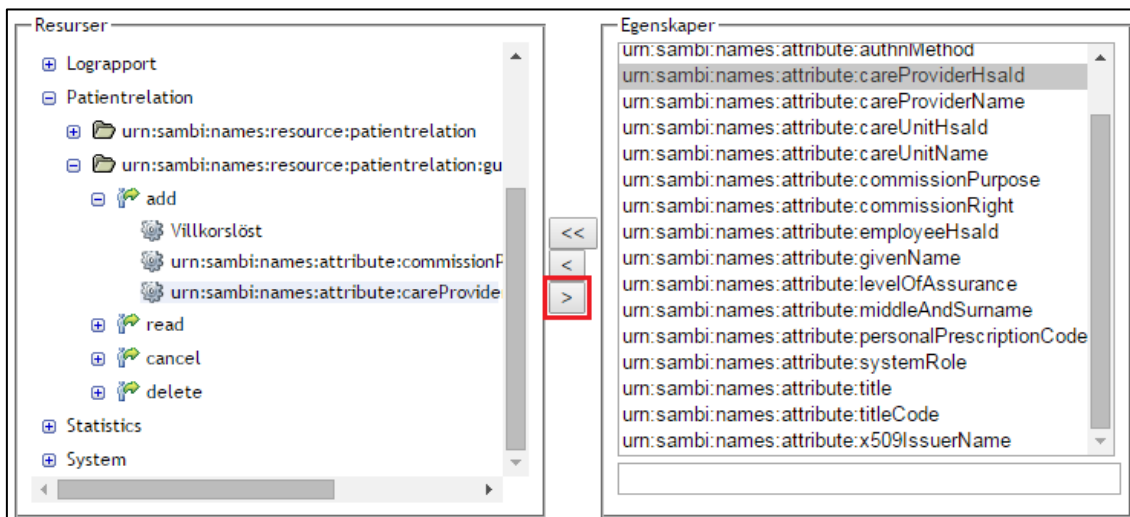 Resurser
Lograpport
Patientrelation
urn:sambi:names:resource:patientrelation
urn:sambi:names:resource:patientrelation:gu
add
Villkorslöst
urn:sambi:names:attribute:commissionP
urn:sambi:names:attribute:careProvide
read
cancel
delete
Statistics
System
<<
<
>
Egenskaper
urn:sambi:names:attribute:authnMethod
urn:sambi:names:attribute:careProviderHsaId
urn:sambi:names:attribute:careProviderName
urn:sambi:names:attribute:careUnitHsaId
urn:sambi:names:attribute:careUnitName
urn:sambi:names:attribute:commissionPurpose
urn:sambi:names:attribute:commissionRight
urn:sambi:names:attribute:employeeHsaId
urn:sambi:names:attribute:givenName
urn:sambi:names:attribute:levelOfAssurance
urn:sambi:names:attribute:middleAndSurname
urn:sambi:names:attribute:personalPrescriptionCode
urn:sambi:names:attribute:systemRole
urn:sambi:names:attribute:title
urn:sambi:names:attribute:titleCode
urn:sambi:names:attribute:x509IssuerName